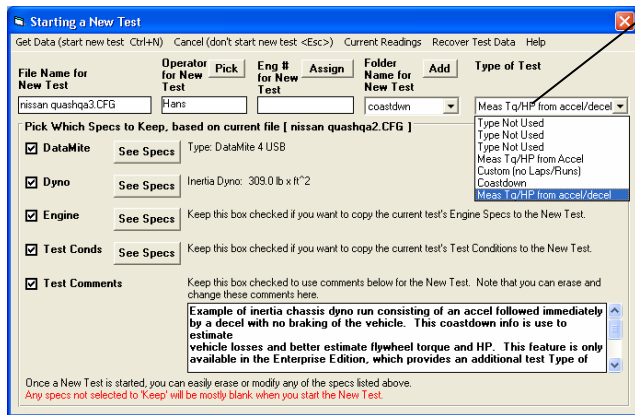 Starting a New Test
Get Data (start new test Ctrl+N) Cancel (don't start new test <Esc>) Current Readings Recover Test Data Help
File Name for New Test
Operator for New Test
Pick
Eng # for New Test
Assign
Folder Name for New Test
Add
Type of Test
nissan quashqa3.CFG
Hans
coastdwn
Meas Tq/HP from accel/decel
Type Not Used
Type Not Used
Type Not Used
Meas Tq/HP from Accel
Custom (no Laps/Runs)
Coastdown
Meas Tq/HP from accel/decel
Pick Which Specs to Keep, based on current file [ nissan quashqa2.CFG ]
DataMite
See Specs
Type: DataMite 4 USB
Dyno
See Specs
Inertia Dyno: 309.0 lb x ft^2
Engine
See Specs
Keep this box checked if you want to copy the current test's Engine Specs to the New Test.
Test Conds
See Specs
Keep this box checked if you want to copy the current test's Test Conditions to the New Test.
Test Comments
Keep this box checked to use comments below for the New Test. Note that you can erase and
change these comments here.
Example of inertia chassis dyno run consisting of an accel followed immediately
by a decel with no braking of the vehicle. This coastdown info is use to
estimate
vehicle losses and better estimate flywheel torque and HP. This feature is only
available in the Enterprise Edition, which provides an additional test Type of
Once a New Test is started, you can easily erase or modify any of the specs listed above.
Any specs not selected to 'Keep' will be mostly blank when you start the New Test.